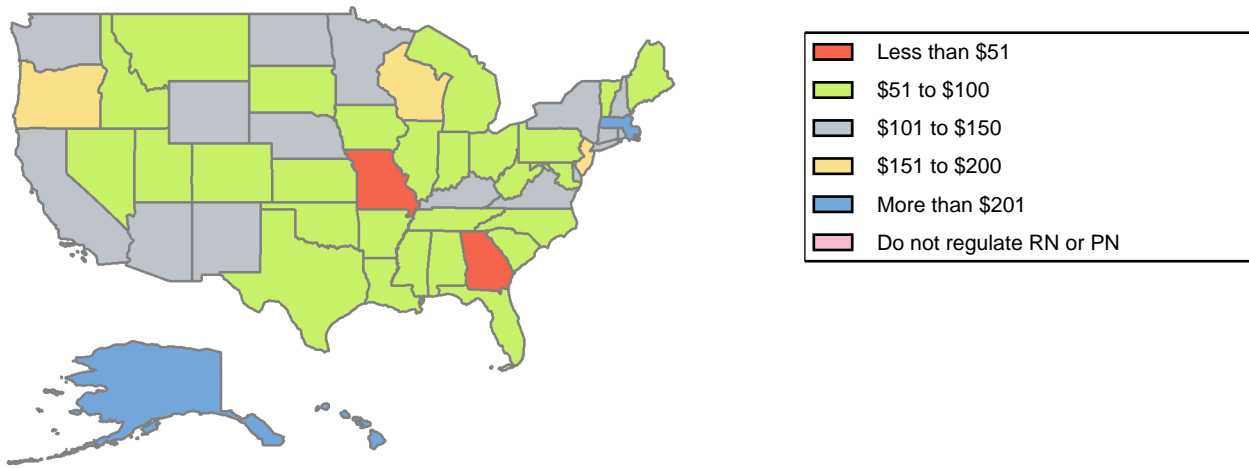 Less than $51
$51 to $100
$101 to $150
$151 to $200
More than $201
Do not regulate RN or PN